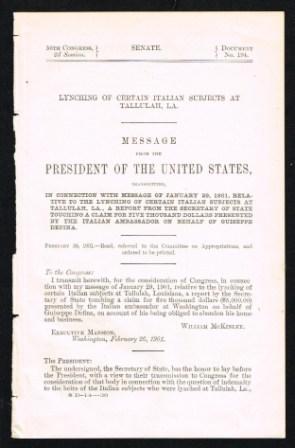 56TH CONGRESS, } SENATE. { DOCUMENT
2d Session. } { No. 194.
LYNCHING OF CERTAIN ITALIAN SUBJECTS AT
TALLULAH, LA.
MESSAGE
FROM THE
PRESIDENT OF THE UNITED STATES,
TRANSMITTING,
IN CONNECTION WITH MESSAGE OF JANUARY 29, 1901, RELA-
TIVE TO THE LYNCHING OF CERTAIN ITALIAN SUBJECTS AT
TALLULAH, LA., A REPORT FROM THE SECRETARY OF STATE
TOUCHING A CLAIM FOR FIVE THOUSAND DOLLARS PRESENTED
BY THE ITALIAN AMBASSADOR ON BEHALF OF GUISEPPE
DEFINA.
FEBRUARY 26, 1901.—Read, referred to the Committee on Appropriations, and
ordered to be printed.
To the Congress:
I transmit herewith, for the consideration of Congress, in connec-
tion with my message of January 29, 1901, relative to the lynching of
certain Italian subjects at Tallulah, Louisiana, a report by the Secre-
tary of State touching a claim for five thousand dollars ($5,000.00)
presented by the Italian ambassador at Washington on behalf of
Guiseppe Defina, on account of his being obliged to abandon his home
and business.
WILLIAM MCKINLEY.
EXECUTIVE MANSION,
Washington, February 26, 1901.
The PRESIDENT:
The undersigned, the Secretary of State, has the honor to lay before
the President, with a view to their transmission to Congress for the
consideration of that body in connection with the question of indemnity
to the heirs of the Italian subjects who were lynched at Tallulah, La.,